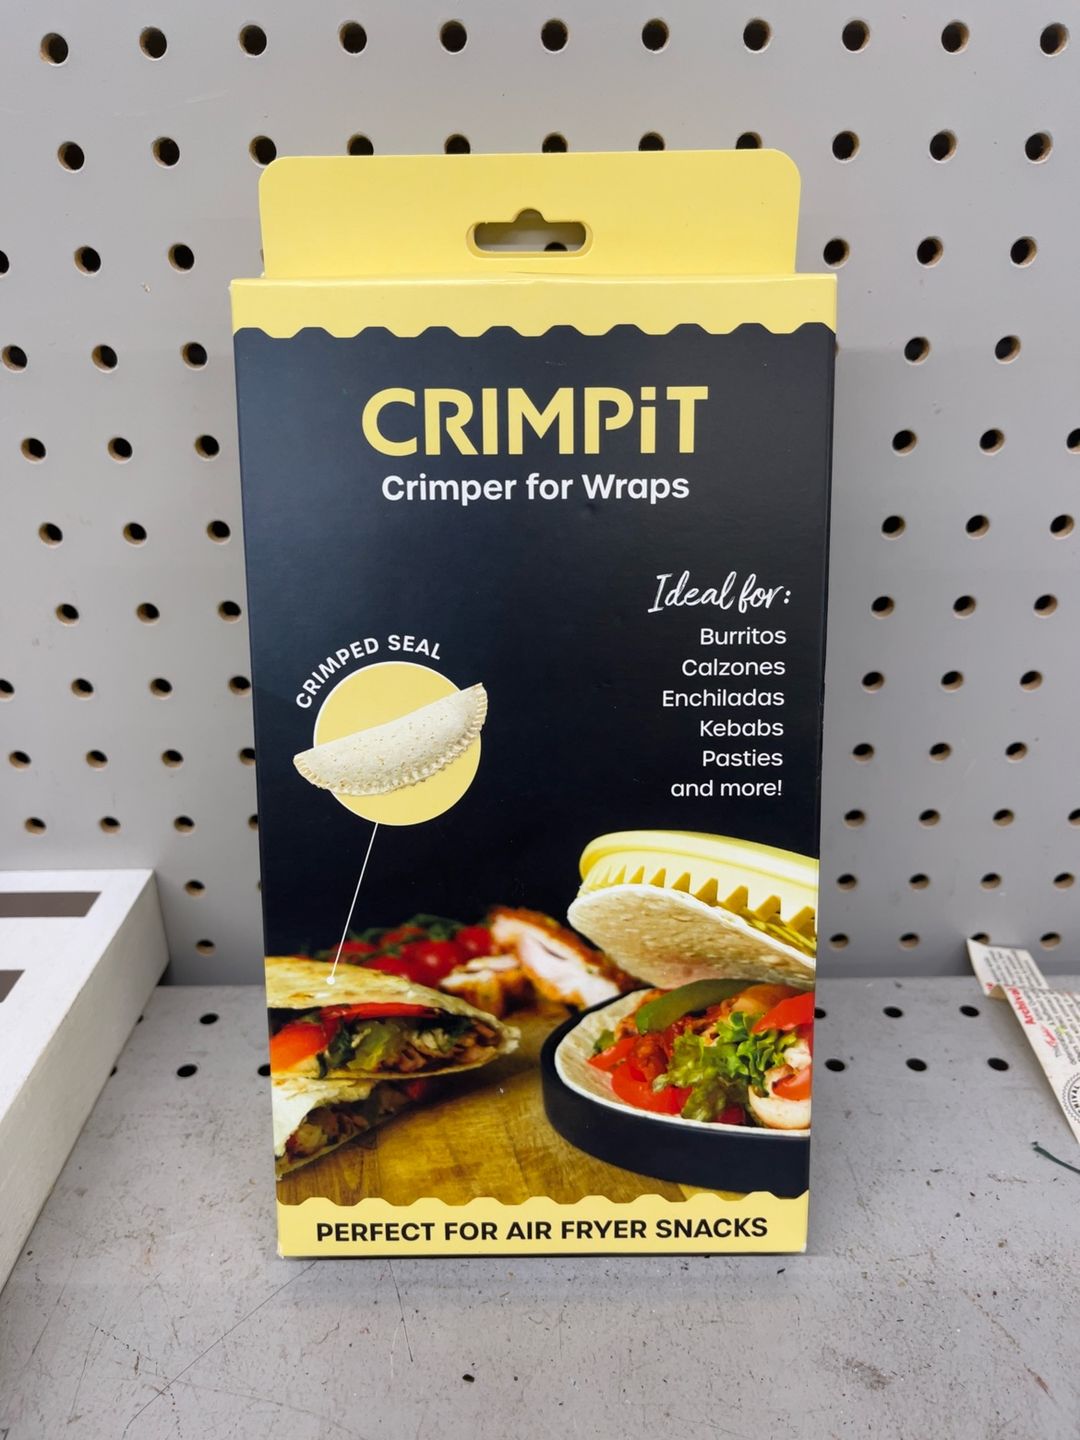 CRIMPiT
Crimper for Wraps
Ideal for:
Burritos
Calzones
Enchiladas
Kebabs
Pasties
and more!
CRIMPED SEAL
PERFECT FOR AIR FRYER SNACKS